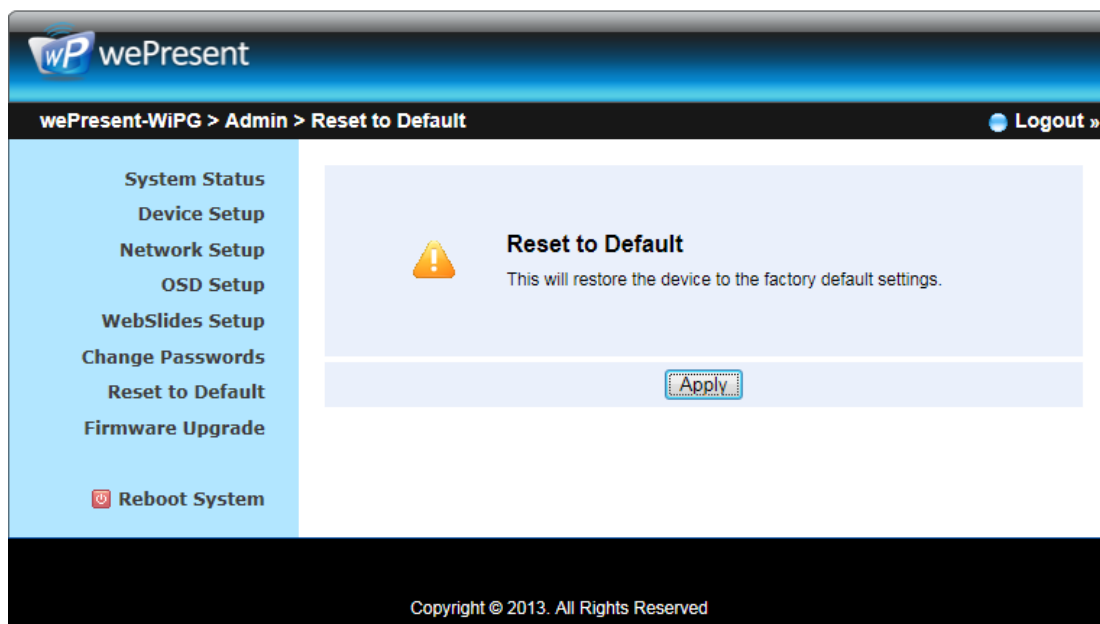 wP wePresent
wePresent-WiPG > Admin > Reset to Default
Logout »
System Status
Device Setup
Network Setup
OSD Setup
WebSlides Setup
Change Passwords
Reset to Default
Firmware Upgrade
Reboot System
Reset to Default
This will restore the device to the factory default settings.
Apply
Copyright © 2013. All Rights Reserved